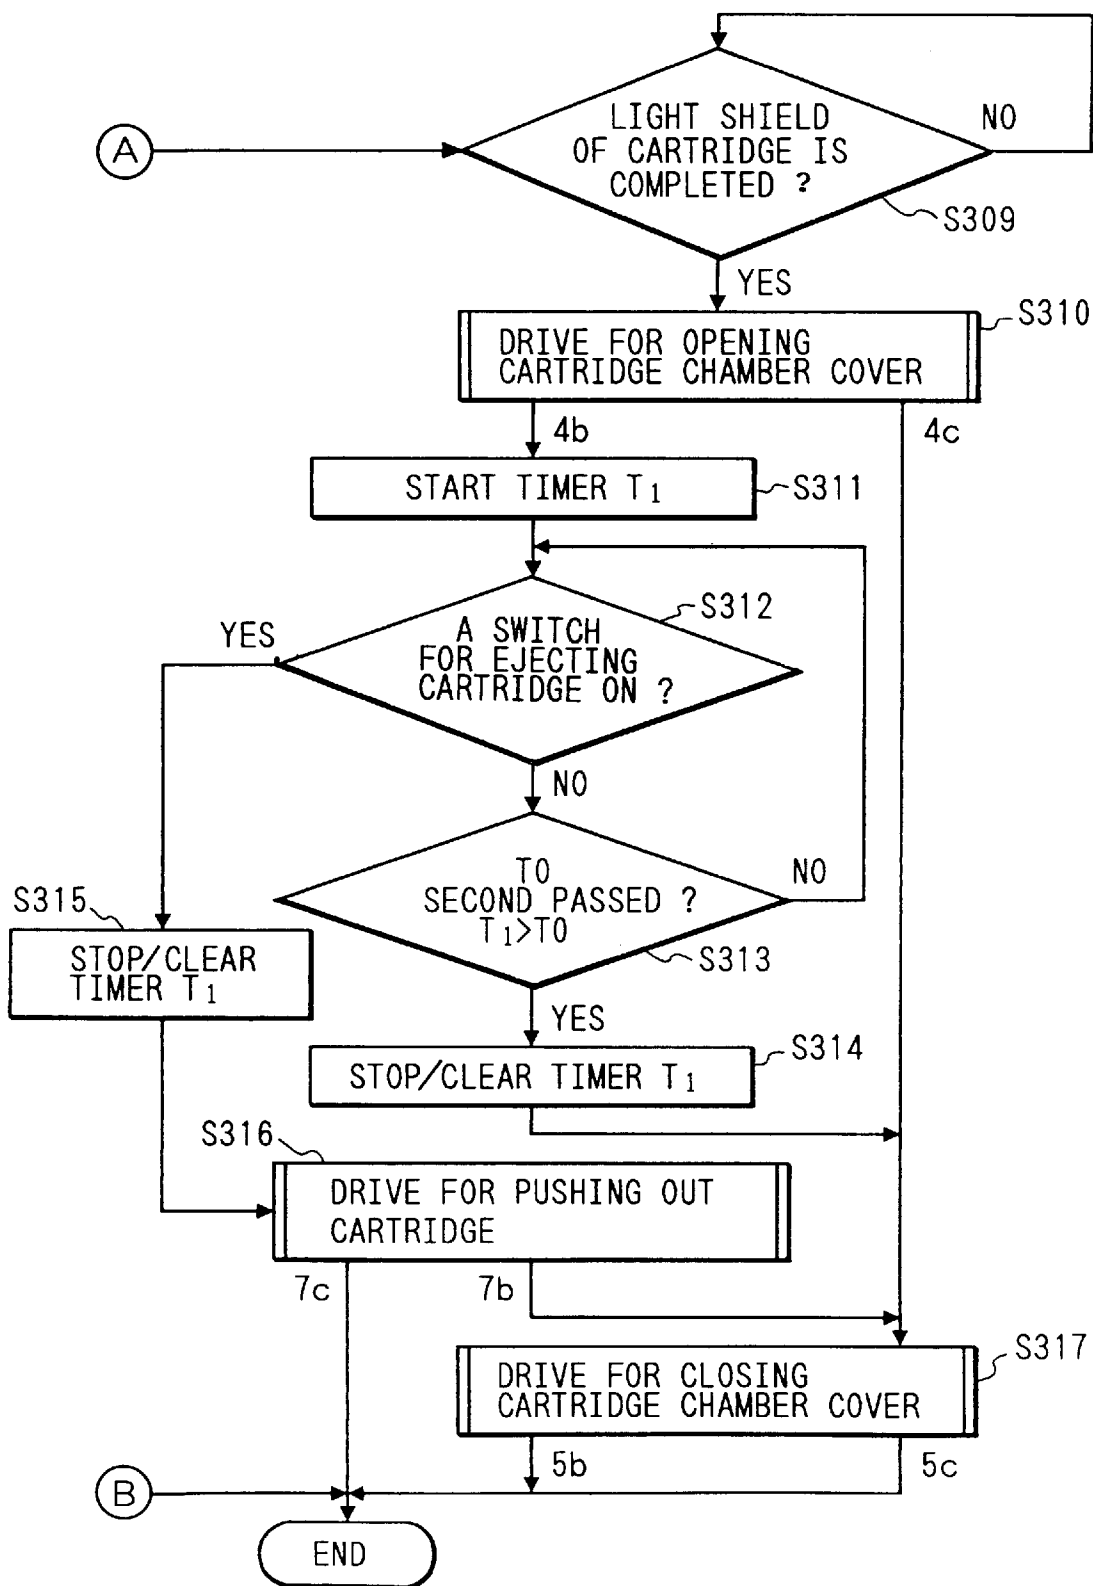 LIGHT SHIELD
OF CARTRIDGE IS
COMPLETED ?
NO
A
S309
YES
S310
DRIVE FOR OPENING
CARTRIDGE CHAMBER COVER
4b
4c
START TIMER T1
S311
S312
YES
A SWITCH
FOR EJECTING
CARTRIDGE ON ?
NO
T0
SECOND PASSED ?
T1>T0
NO
S313
S315
STOP/CLEAR
TIMER T1
YES
S314
STOP/CLEAR TIMER T1
S316
DRIVE FOR PUSHING OUT
CARTRIDGE
7c
7b
S317
DRIVE FOR CLOSING
CARTRIDGE CHAMBER COVER
5b
5c
B
END